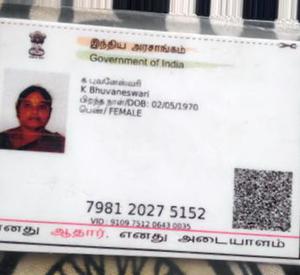 இந்திய அரசாங்கம்
Government of India
க புவனேஸ்வரி
K Bhuvaneswari
பிறந்த நாள்/DOB: 02/05/1970
பெண்/ FEMALE
7981 2027 5152
VID : 9109 7512 0643 0035
எனது ஆதார், எனது அடையாளம்